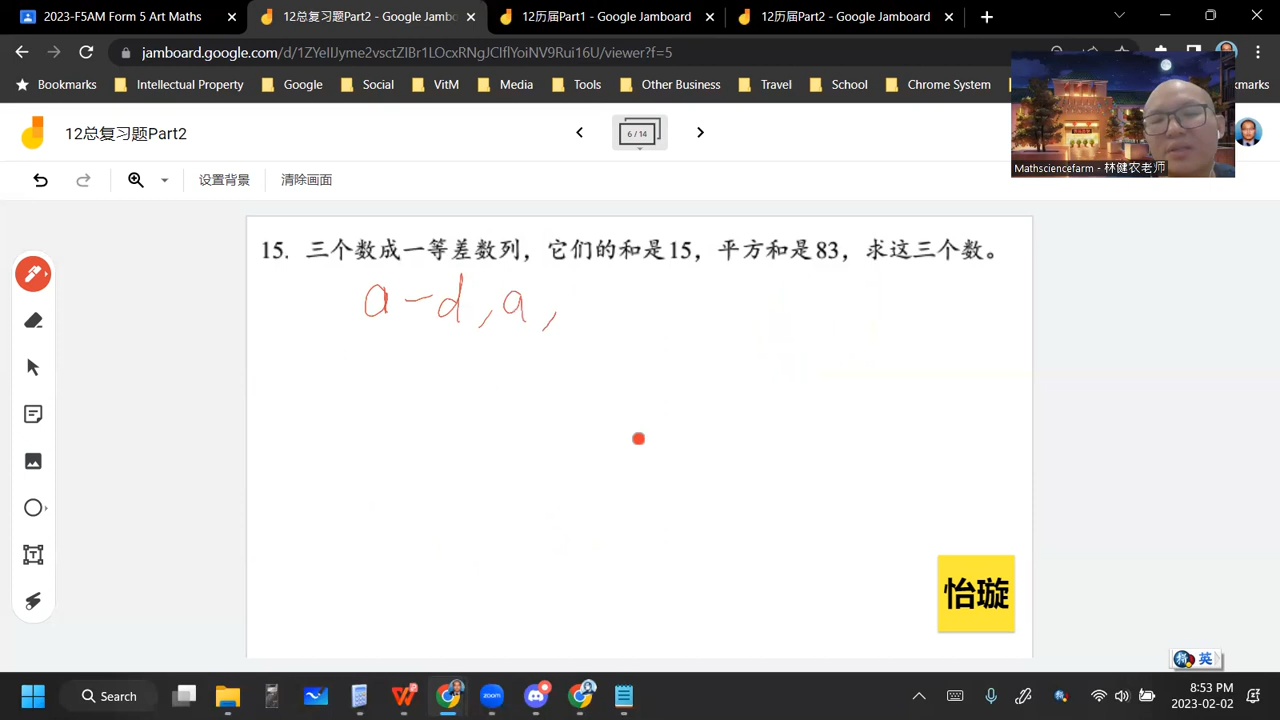 2023-F5AM Form 5 Art Maths
12总复习题Part2 - Google Jambo
12历届Part1 - Google Jamboard
12历届Part2 - Google Jamboard
jamboard.google.com/d/1ZYeIlJyme2vsctZlBr1LOcxRNgJClflYoiNV9Rui16U/viewer?f=5
Bookmarks Intellectual Property Google Social VitM Media Tools Other Business Travel School Chrome System kmarks
12总复习题Part2
6 / 14
Mathsciencefarm - 林健农老师
设置背景 清除画面
15. 三个数成一等差数列，它们的和是15，平方和是83，求这三个数。
a-d, a,
怡璇
英
Search
8:53 PM
2023-02-02